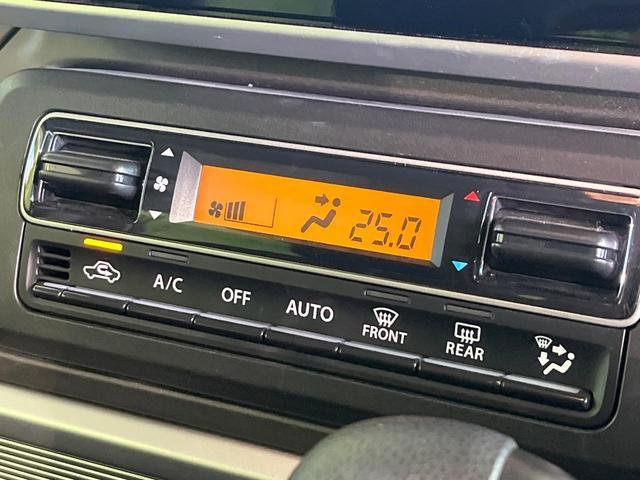 25.0
A/C OFF AUTO FRONT REAR